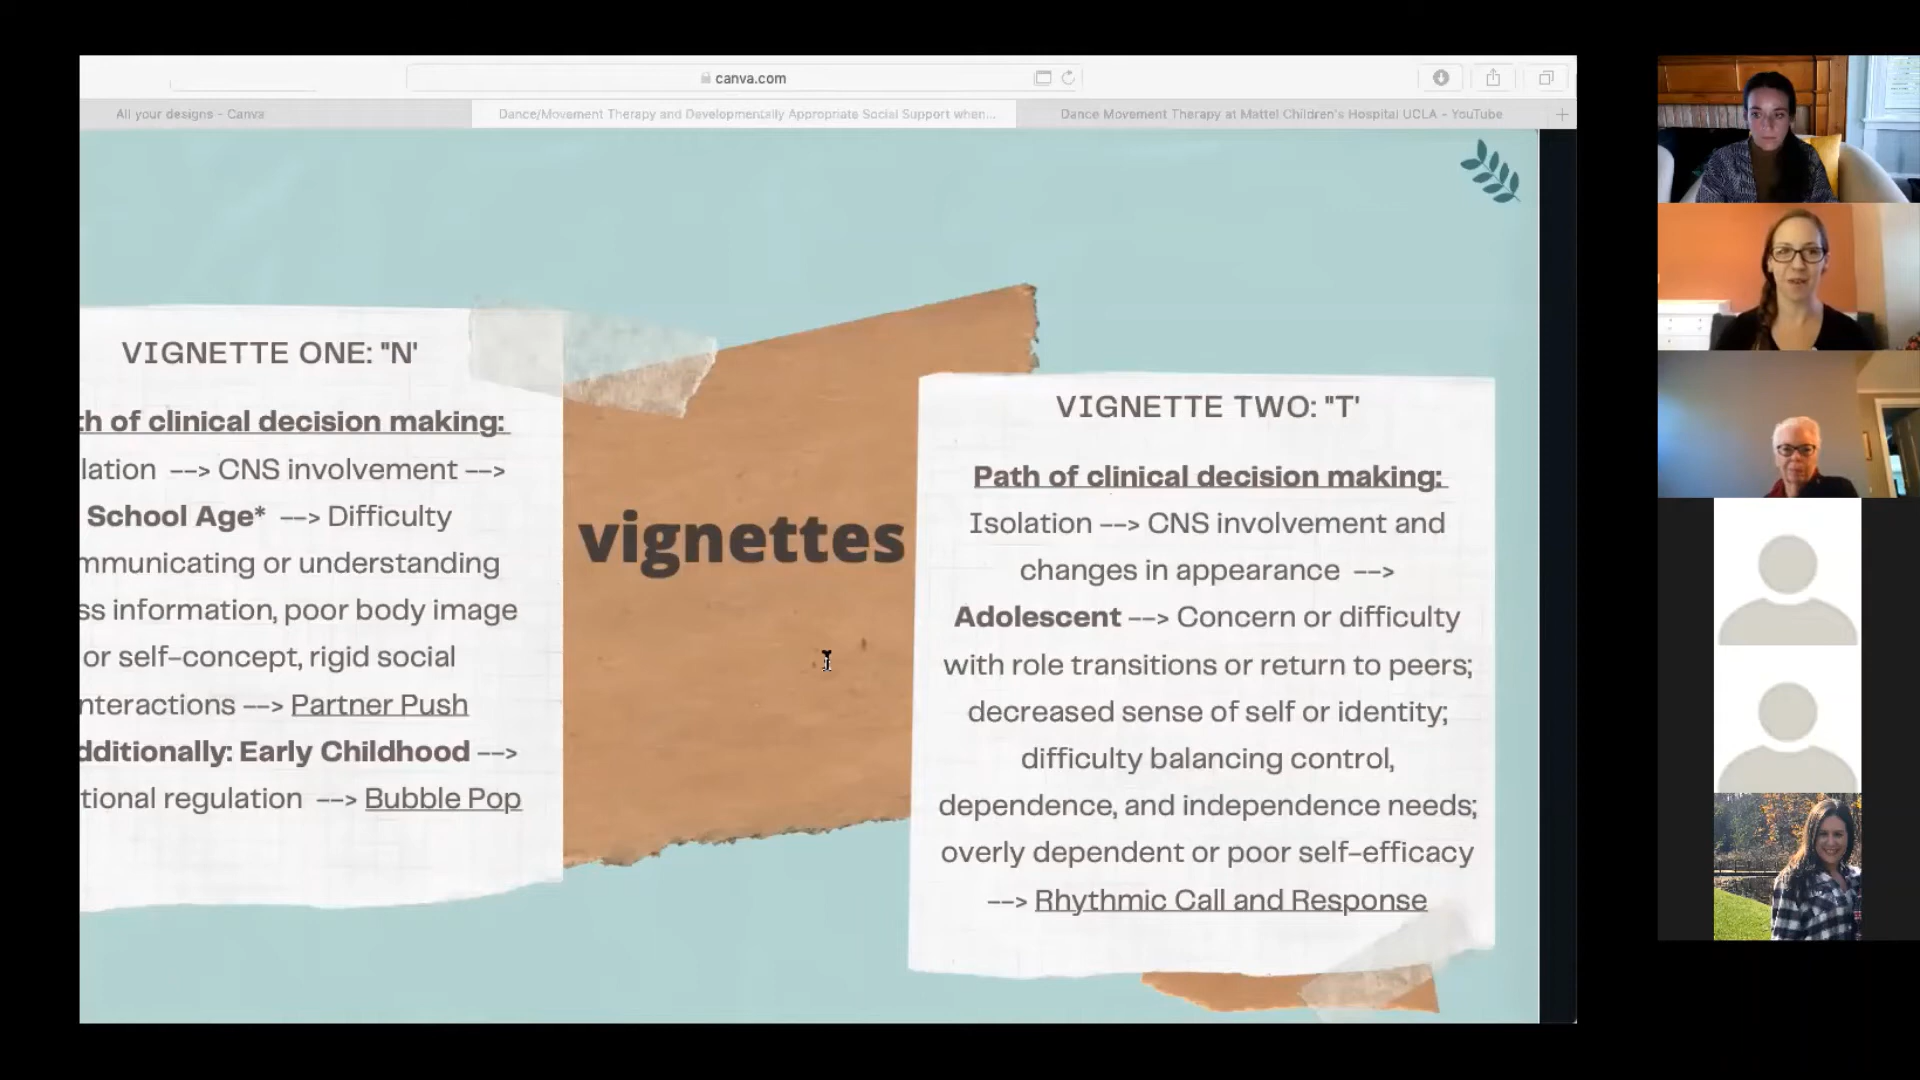 canva.com
All your designs - Canva
Dance/Movement Therapy and Developmentally Appropriate Social Support when...
Dance Movement Therapy at Mattel Children's Hospital UCLA - YouTube
VIGNETTE ONE: "N'
th of clinical decision making:
lation --> CNS involvement -->
School Age* --> Difficulty
mmunicating or understanding
ss information, poor body image
or self-concept, rigid social
nteractions --> Partner Push
dditionally: Early Childhood -->
tional regulation --> Bubble Pop
vignettes
VIGNETTE TWO: "T'
Path of clinical decision making:
Isolation --> CNS involvement and
changes in appearance -->
Adolescent --> Concern or difficulty
with role transitions or return to peers;
decreased sense of self or identity;
difficulty balancing control,
dependence, and independence needs;
overly dependent or poor self-efficacy
--> Rhythmic Call and Response